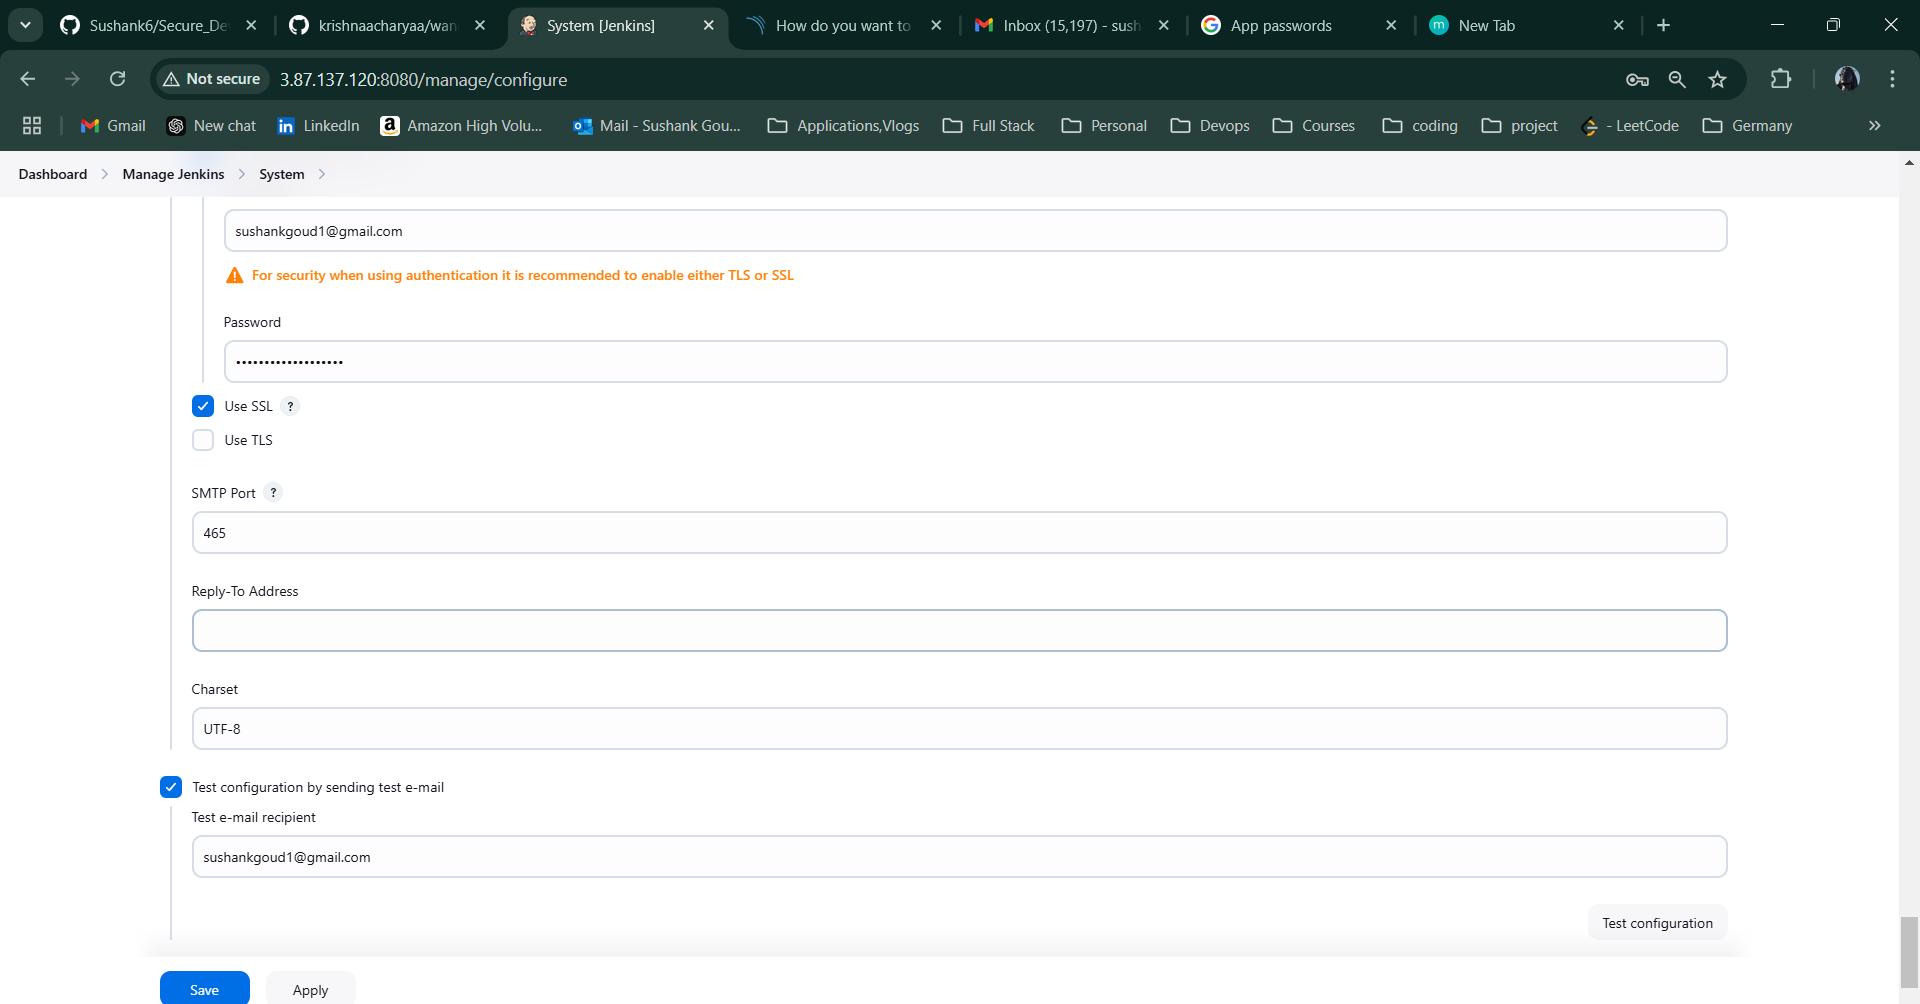 Sushank6/Secure_De
krishnaacharyaa/wan
System [Jenkins]
How do you want to
Inbox (15,197) - sush
App passwords
New Tab
Not secure
3.87.137.120:8080/manage/configure
Gmail
New chat
LinkedIn
Amazon High Volu...
Mail - Sushank Gou...
Applications,Vlogs
Full Stack
Personal
Devops
Courses
coding
project
- LeetCode
Germany
Dashboard > Manage Jenkins > System >
sushankgoud1@gmail.com
For security when using authentication it is recommended to enable either TLS or SSL
Password
•••••••••••••••••••
Use SSL ?
Use TLS
SMTP Port ?
465
Reply-To Address
Charset
UTF-8
Test configuration by sending test e-mail
Test e-mail recipient
sushankgoud1@gmail.com
Test configuration
Save
Apply